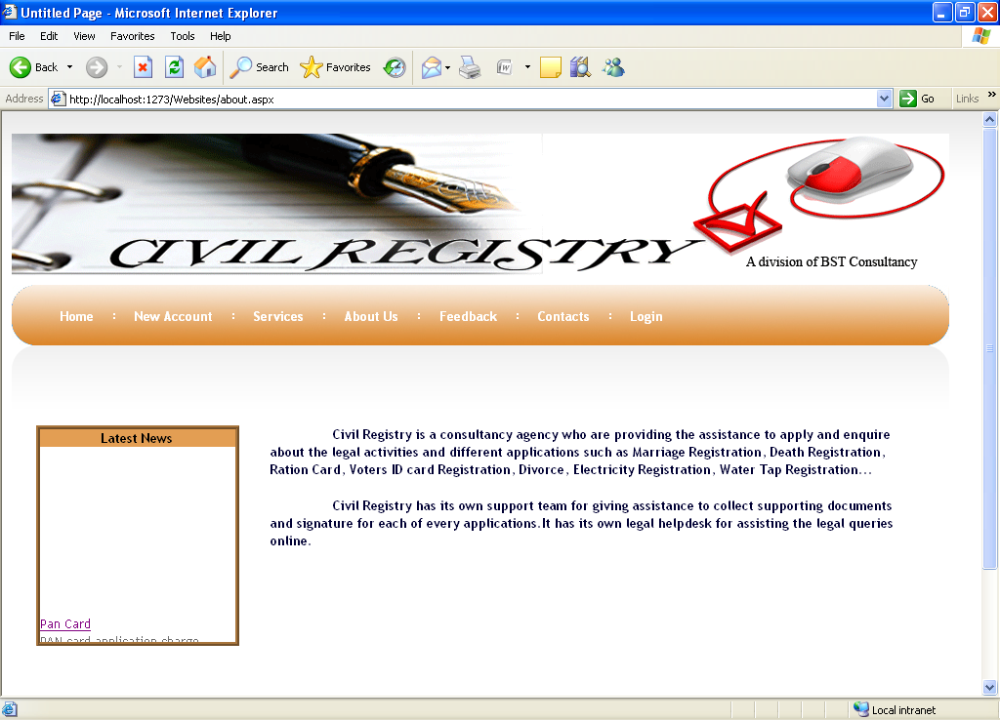 Untitled Page - Microsoft Internet Explorer
File Edit View Favorites Tools Help
Back Search Favorites
Address http://localhost:1273/Websites/about.aspx Go Links »
CIVIL REGISTRY
A division of BST Consultancy
Home : New Account : Services : About Us : Feedback : Contacts : Login
Latest News
Pan Card
PAN card application charge
Civil Registry is a consultancy agency who are providing the assistance to apply and enquire
about the legal activities and different applications such as Marriage Registration, Death Registration,
Ration Card, Voters ID card Registration, Divorce, Electricity Registration, Water Tap Registration...
Civil Registry has its own support team for giving assistance to collect supporting documents
and signature for each of every applications.It has its own legal helpdesk for assisting the legal queries
online.
Local intranet